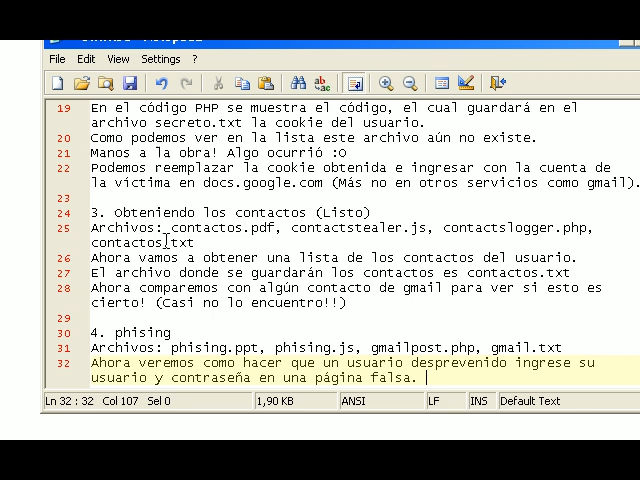 File Edit View Settings ?
19 En el código PHP se muestra el código, el cual guardará en el
archivo secreto.txt la cookie del usuario.
20 Como podemos ver en la lista este archivo aún no existe.
21 Manos a la obra! Algo ocurrió :O
22 Podemos reemplazar la cookie obtenida e ingresar con la cuenta de
la víctima en docs.google.com (Más no en otros servicios como gmail).
23
24 3. Obteniendo los contactos (Listo)
25 Archivos: contactos.pdf, contactstealer.js, contactslogger.php,
contactos.txt
26 Ahora vamos a obtener una lista de los contactos del usuario.
27 El archivo donde se guardarán los contactos es contactos.txt
28 Ahora comparemos con algún contacto de gmail para ver si esto es
cierto! (Casi no lo encuentro!!)
29
30 4. phising
31 Archivos: phising.ppt, phising.js, gmailpost.php, gmail.txt
32 Ahora veremos como hacer que un usuario desprevenido ingrese su
usuario y contraseña en una página falsa.
Ln 32 : 32 Col 107 Sel 0 1,90 KB ANSI LF INS Default Text